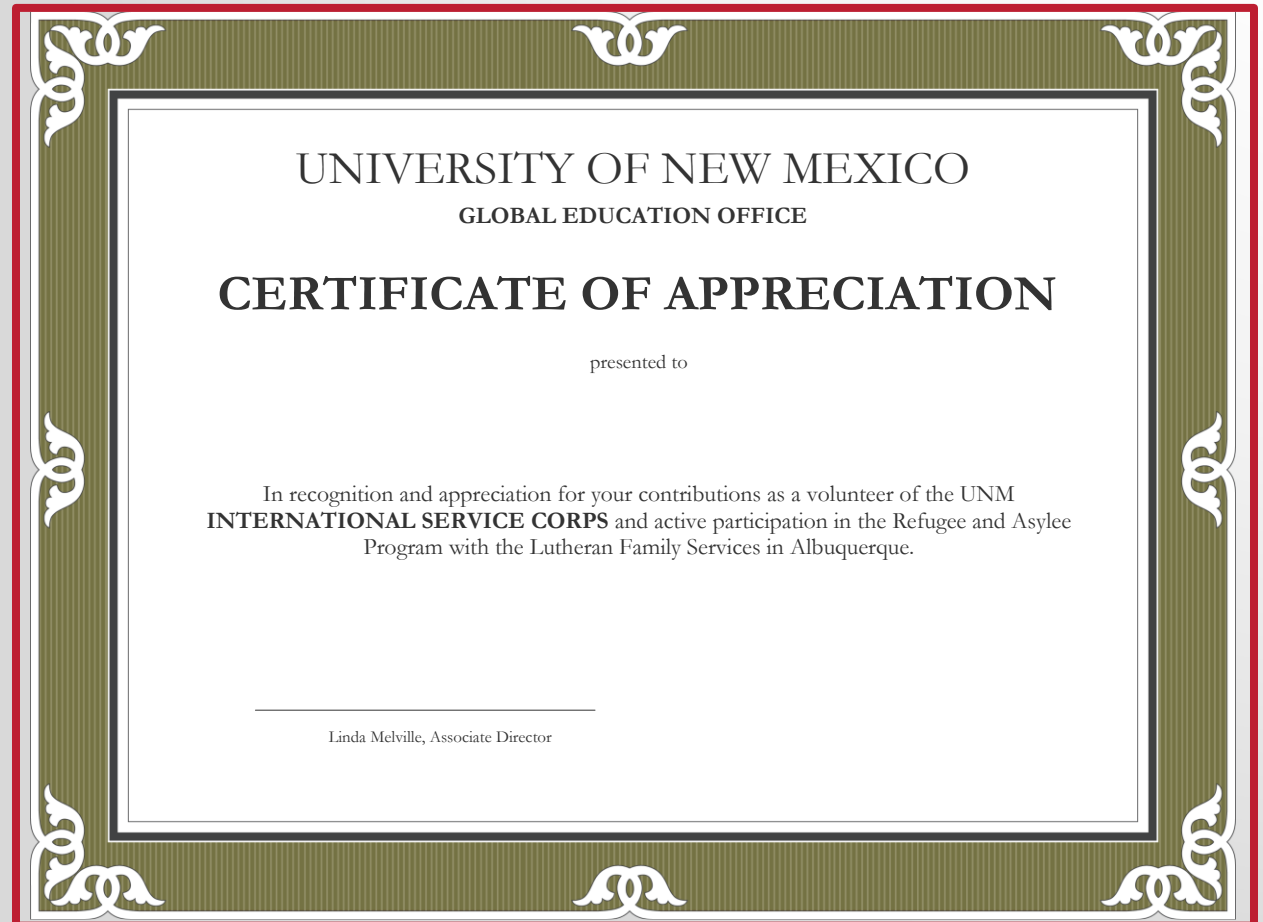 UNIVERSITY OF NEW MEXICO
GLOBAL EDUCATION OFFICE
CERTIFICATE OF APPRECIATION
presented to
In recognition and appreciation for your contributions as a volunteer of the UNM
INTERNATIONAL SERVICE CORPS and active participation in the Refugee and Asylee
Program with the Lutheran Family Services in Albuquerque.
Linda Melville, Associate Director